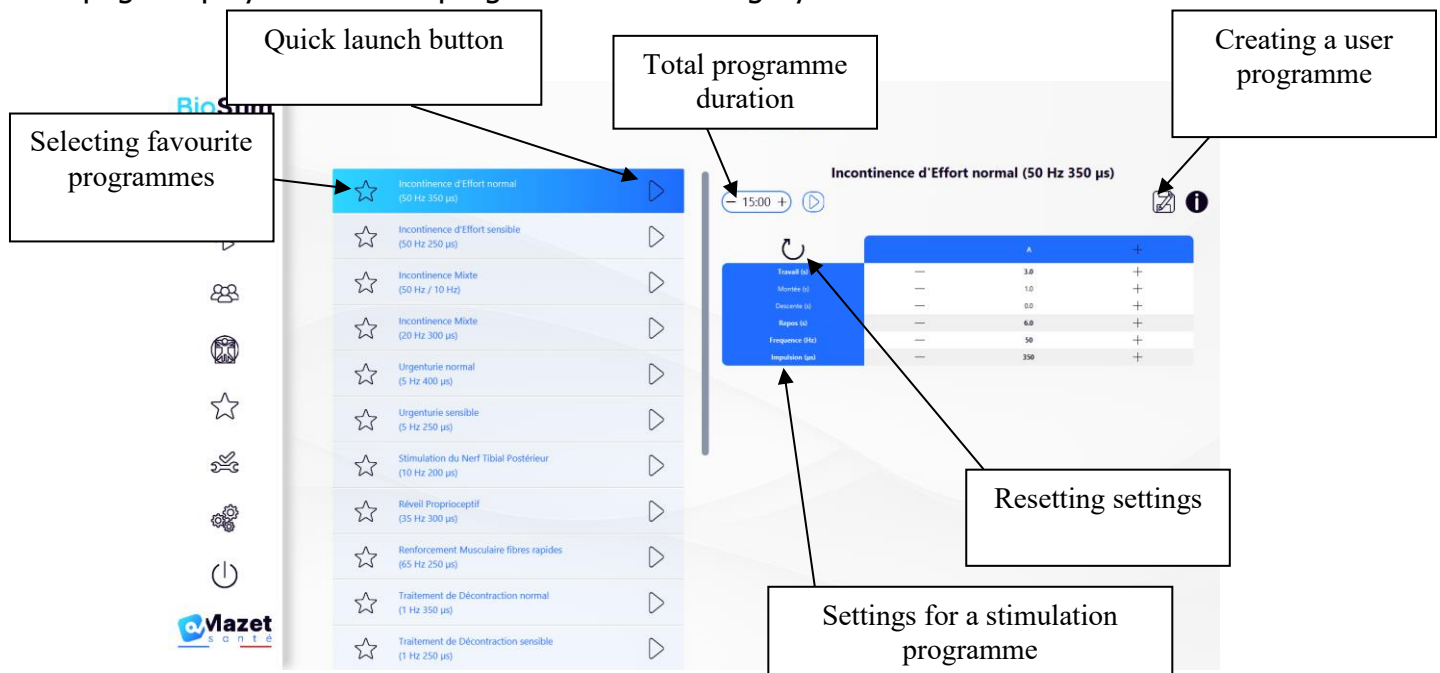 Quick launch button
Total programme
duration
Creating a user
programme
Selecting favourite
programmes
Incontinence d'Effort normal
(50 Hz 350 µs)
Incontinence d'Effort sensible
(50 Hz 250 µs)
Incontinence Mixte
(50 Hz / 10 Hz)
Incontinence Mixte
(20 Hz 300 µs)
Urgenturie normal
(5 Hz 400 µs)
Urgenturie sensible
(5 Hz 250 µs)
Stimulation du Nerf Tibial Postérieur
(10 Hz 200 µs)
Réveil Proprioceptif
(35 Hz 300 µs)
Renforcement Musculaire fibres rapides
(65 Hz 250 µs)
Traitement de Décontraction normal
(1 Hz 350 µs)
Traitement de Décontraction sensible
(1 Hz 250 µs)
Mazet
santé
Incontinence d'Effort normal (50 Hz 350 µs)
− 15:00 +
A +
Travail (s) — 3.0 +
Montée (s) — 1.0 +
Descente (s) — 0.0 +
Repos (s) — 6.0 +
Frequence (Hz) — 50 +
Impulsion (µs) — 350 +
Resetting settings
Settings for a stimulation
programme